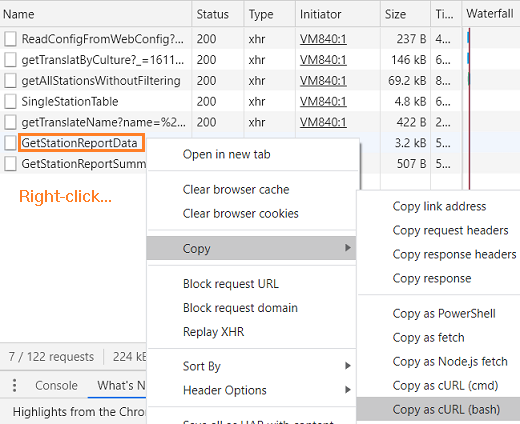 Name Status Type Initiator Size Ti... Waterfall
ReadConfigFromWebConfig?... 200 xhr VM840:1 237 B 4...
getTranslatByCulture?_=1611... 200 xhr VM840:1 146 kB 6...
getAllStationsWithoutFiltering 200 xhr VM840:1 69.2 kB 8...
SingleStationTable 200 xhr VM840:1 4.8 kB 6...
getTranslateName?name=%2... 200 xhr VM840:1 422 B 2...
GetStationReportData 3.2 kB 5...
GetStationReportSumm 507 B 5...
Right-click...
Open in new tab
Clear browser cache
Clear browser cookies
Copy
Block request URL
Block request domain
Replay XHR
Sort By
Header Options
Save all as HAR with content
Copy link address
Copy request headers
Copy response headers
Copy response
Copy as PowerShell
Copy as fetch
Copy as Node.js fetch
Copy as cURL (cmd)
Copy as cURL (bash)
7 / 122 requests 224 kB
Console What's N
Highlights from the Chrom